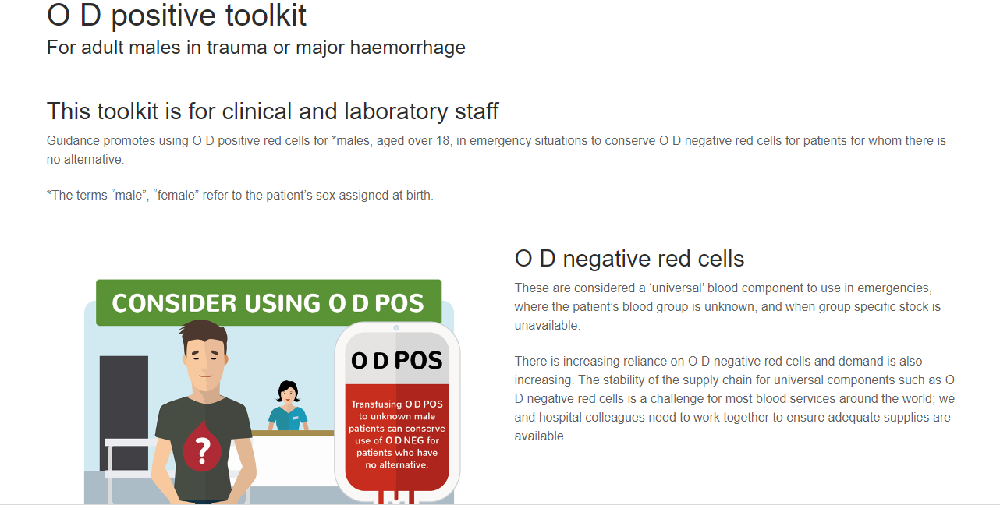 O D positive toolkit
For adult males in trauma or major haemorrhage
This toolkit is for clinical and laboratory staff
Guidance promotes using O D positive red cells for *males, aged over 18, in emergency situations to conserve O D negative red cells for patients for whom there is
no alternative.
*The terms “male”, “female” refer to the patient’s sex assigned at birth.
CONSIDER USING O D POS
?
O D POS
Transfusing O D POS
to unknown male
patients can conserve
use of O D NEG for
patients who have
no alternative.
O D negative red cells
These are considered a ‘universal’ blood component to use in emergencies,
where the patient’s blood group is unknown, and when group specific stock is
unavailable.
There is increasing reliance on O D negative red cells and demand is also
increasing. The stability of the supply chain for universal components such as O
D negative red cells is a challenge for most blood services around the world; we
and hospital colleagues need to work together to ensure adequate supplies are
available.